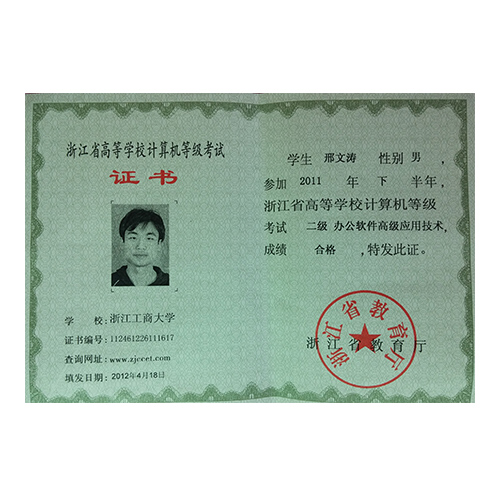 浙江省高等学校计算机等级考试
证书
学 校:浙江工商大学
证书编号:112461226111617
查询网址:www.zjccet.com
填发日期:2012年4月18日
学生 邢文涛 性别 男,
参加 2011 年 下 半年,
浙江省高等学校计算机等级
考试 二级 办公软件高级应用技术,
成绩 合格 ,特发此证。
浙江省教育厅
浙江省教育厅